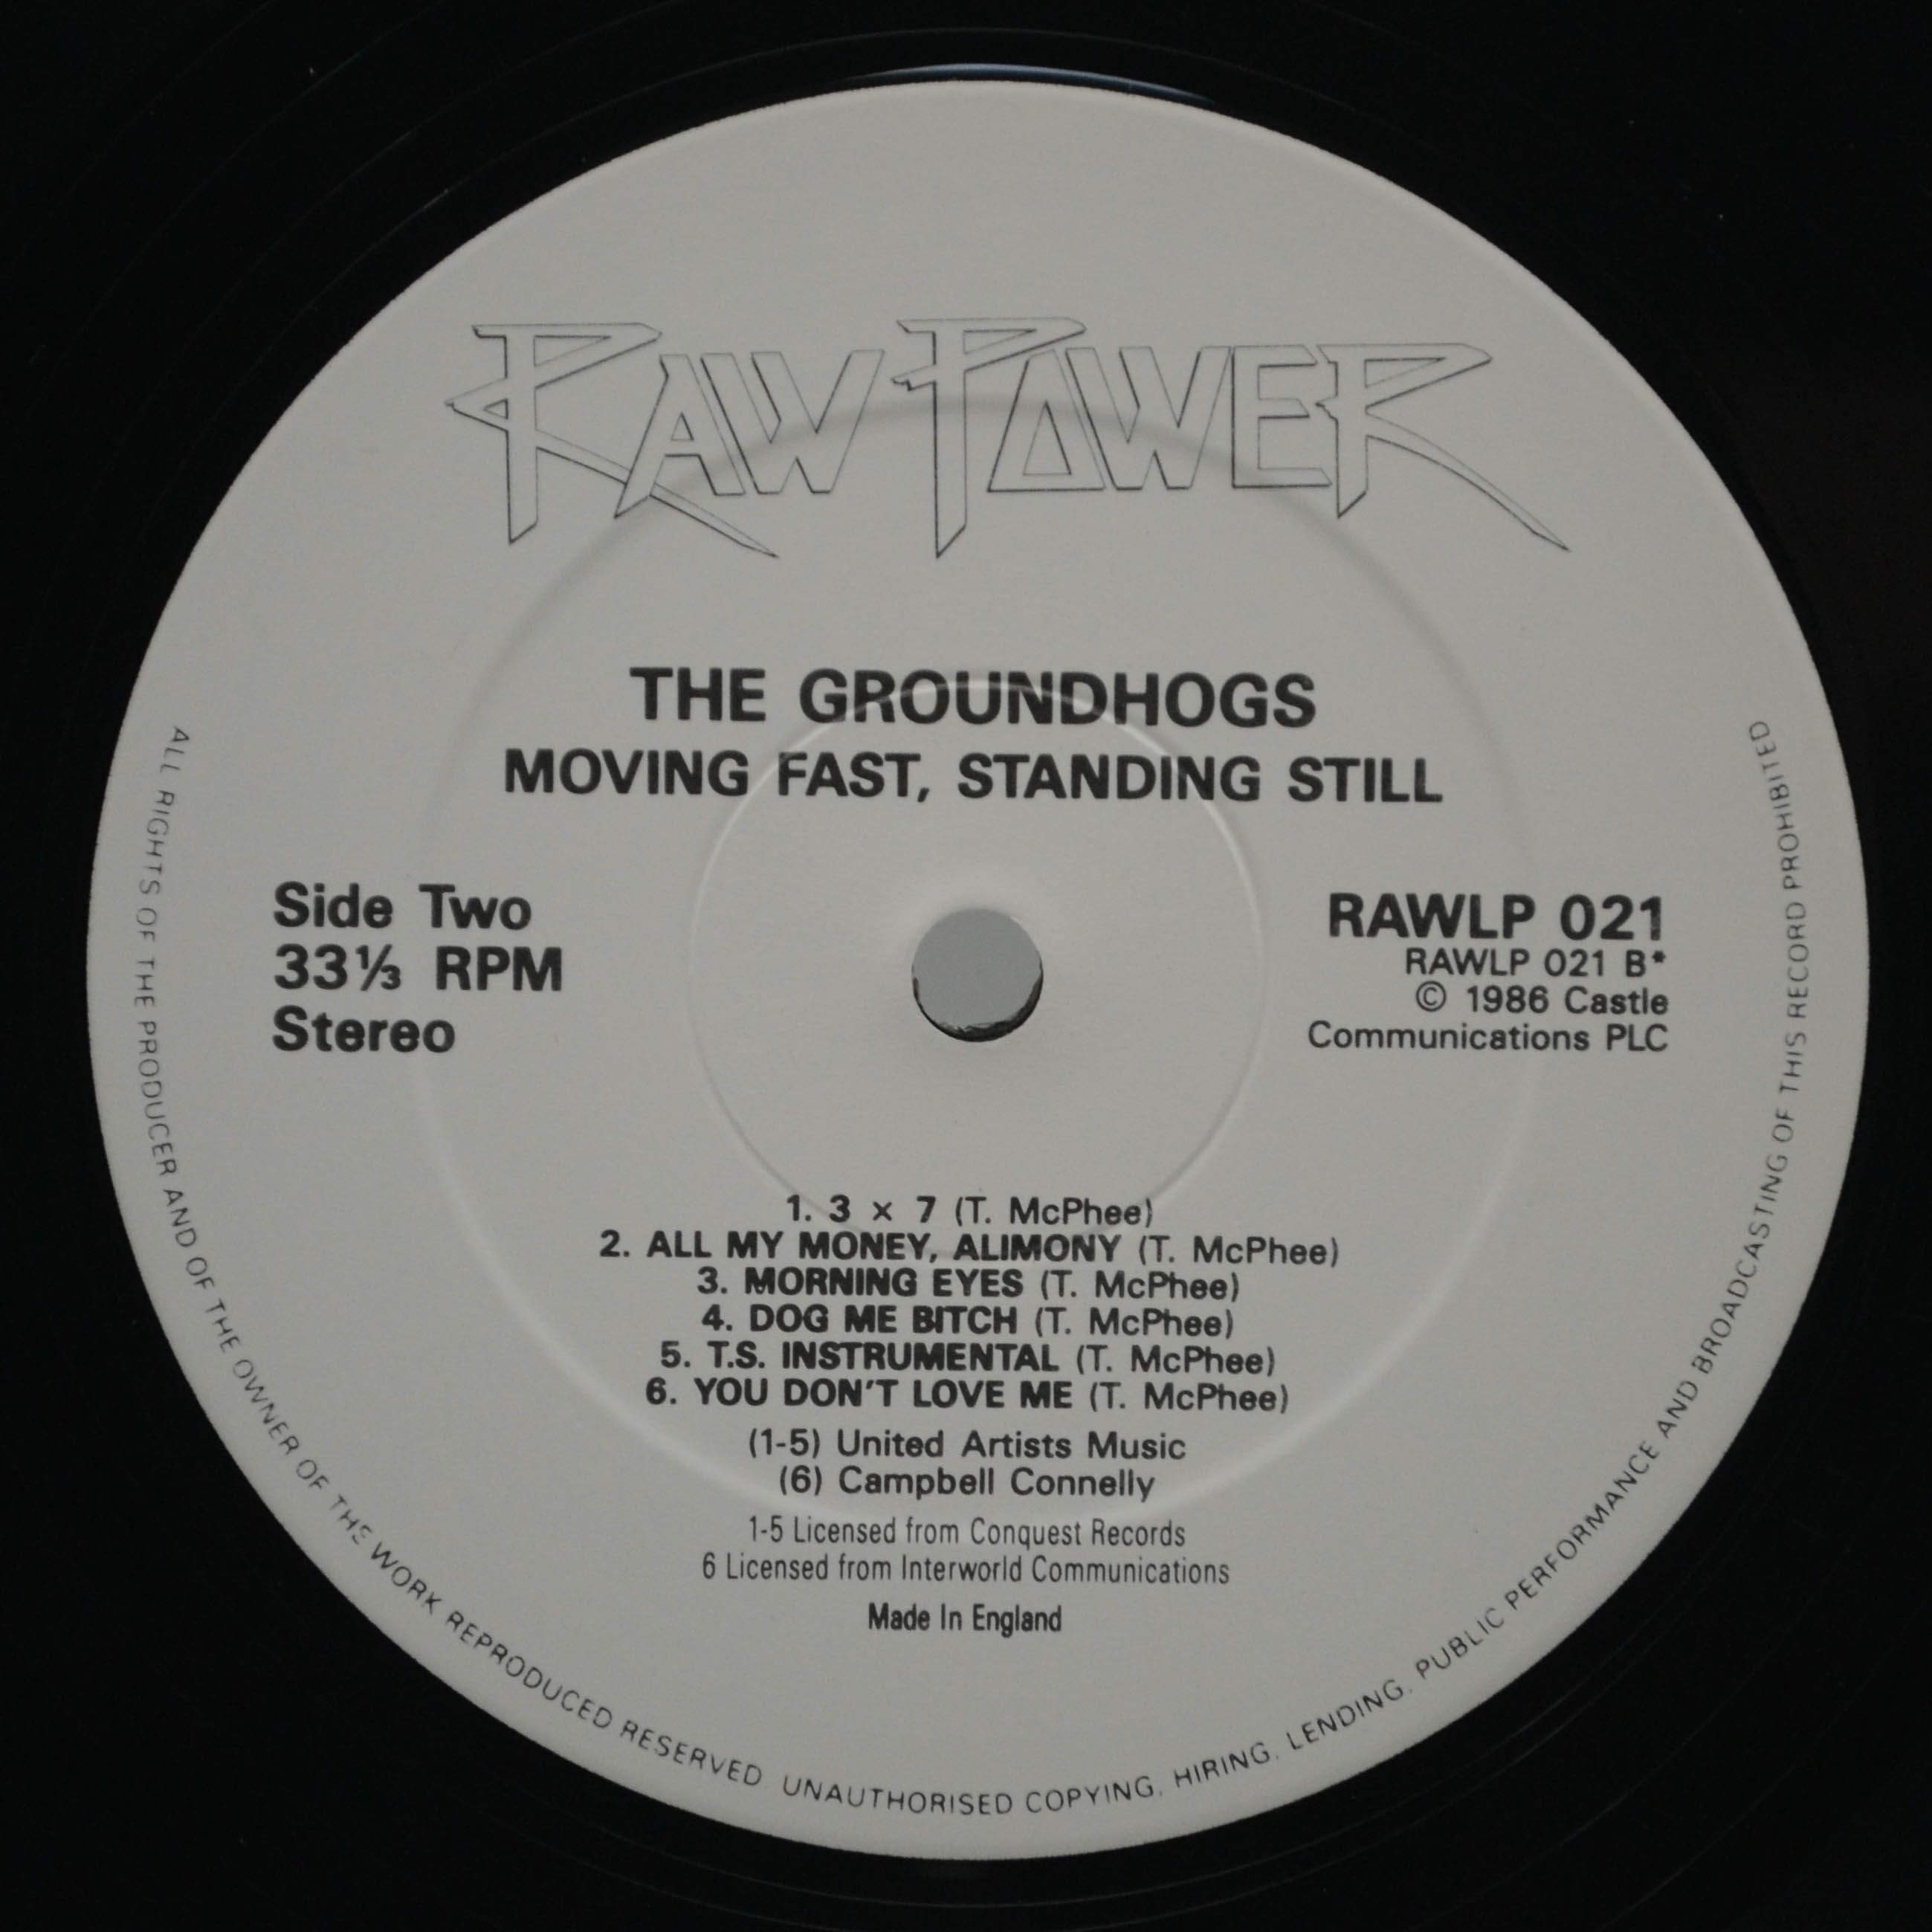 RAW POWER
THE GROUNDHOGS
MOVING FAST, STANDING STILL
Side Two
33⅓ RPM
Stereo
RAWLP 021
RAWLP 021 B*
© 1986 Castle
Communications PLC
1. 3 × 7 (T. McPhee)
2. ALL MY MONEY, ALIMONY (T. McPhee)
3. MORNING EYES (T. McPhee)
4. DOG ME BITCH (T. McPhee)
5. T.S. INSTRUMENTAL (T. McPhee)
6. YOU DON'T LOVE ME (T. McPhee)
(1-5) United Artists Music
(6) Campbell Connelly
1-5 Licensed from Conquest Records
6 Licensed from Interworld Communications
Made In England
ALL RIGHTS OF THE PRODUCER AND OF THE OWNER OF THE WORK REPRODUCED RESERVED. UNAUTHORISED COPYING, HIRING, LENDING, PUBLIC PERFORMANCE AND BROADCASTING OF THIS RECORD PROHIBITED